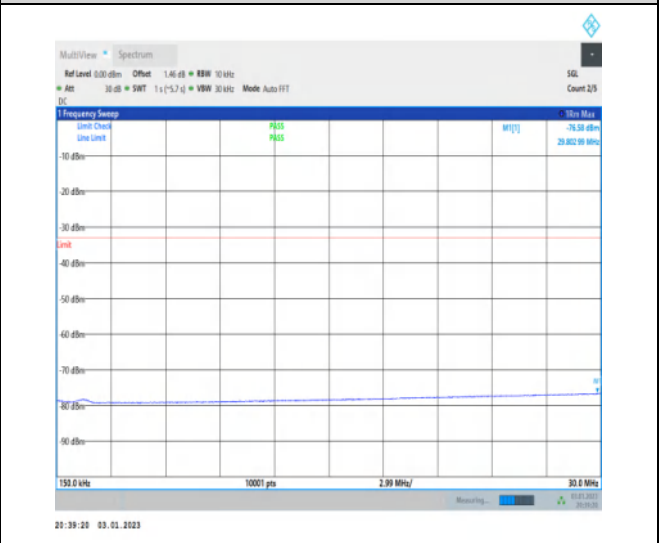 MultiView Spectrum
Ref Level 0.00 dBm Offset 1.46 dB RBW 10 kHz SGL
Att 30 dB SWT 1 s (~5.7 s) VBW 30 kHz Mode Auto FFT Count 2/5
DC
1 Frequency Sweep 1Rm Max
Limit Check PASS M1[1] -76.58 dBm
Line Limit PASS 29.802 99 MHz
-10 dBm
-20 dBm
-30 dBm
Limit
-40 dBm
-50 dBm
-60 dBm
-70 dBm
M1
-80 dBm
-90 dBm
150.0 kHz 10001 pts 2.99 MHz/ 30.0 MHz
Measuring... 03.01.2023
20:39:20 03.01.2023